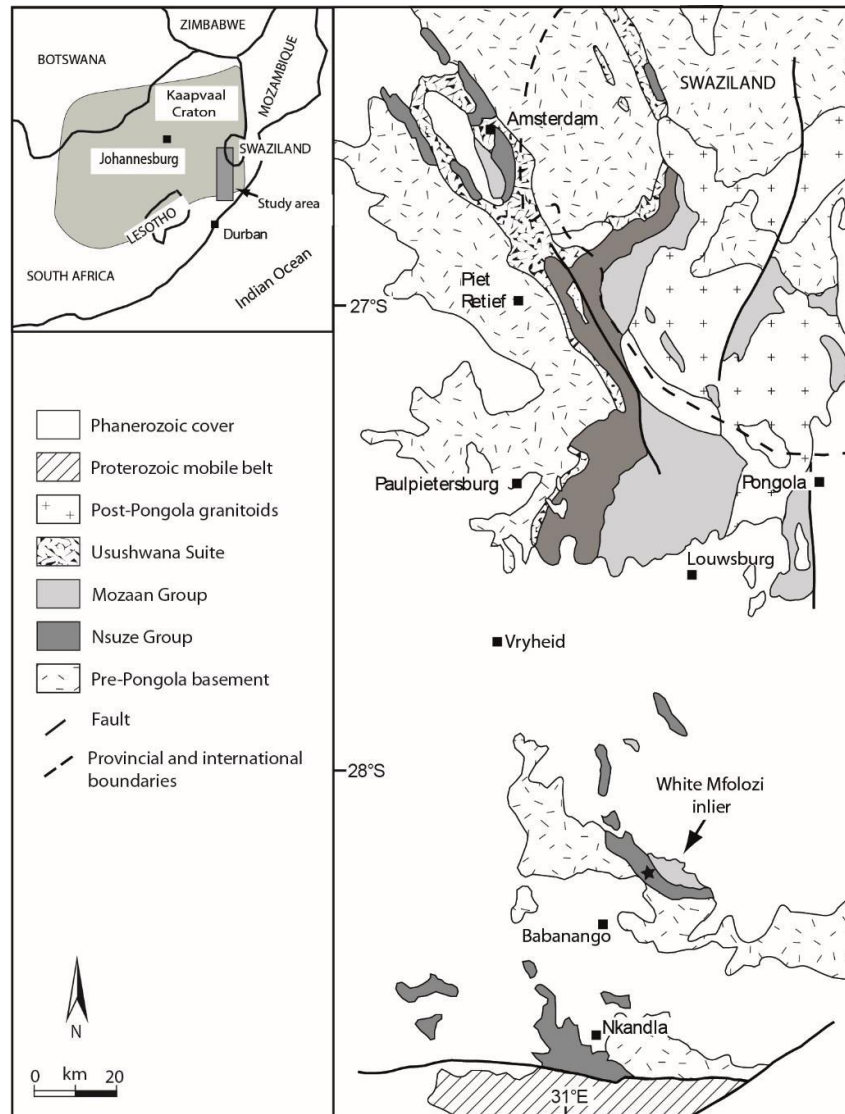 ZIMBABWE
BOTSWANA
MOZAMBIQUE
Kaapvaal
Craton
Johannesburg
SWAZILAND
Study area
LESOTHO
Durban
SOUTH AFRICA
Indian Ocean
Phanerozoic cover
Proterozoic mobile belt
Post-Pongola granitoids
Usushwana Suite
Mozaan Group
Nsuze Group
Pre-Pongola basement
Fault
Provincial and international
boundaries
N
0 km 20
SWAZILAND
Amsterdam
Piet
Retief
27°S
Paulpietersburg
Pongola
Louwsburg
Vryheid
28°S
White Mfolozi
inlier
Babanango
Nkandla
31°E